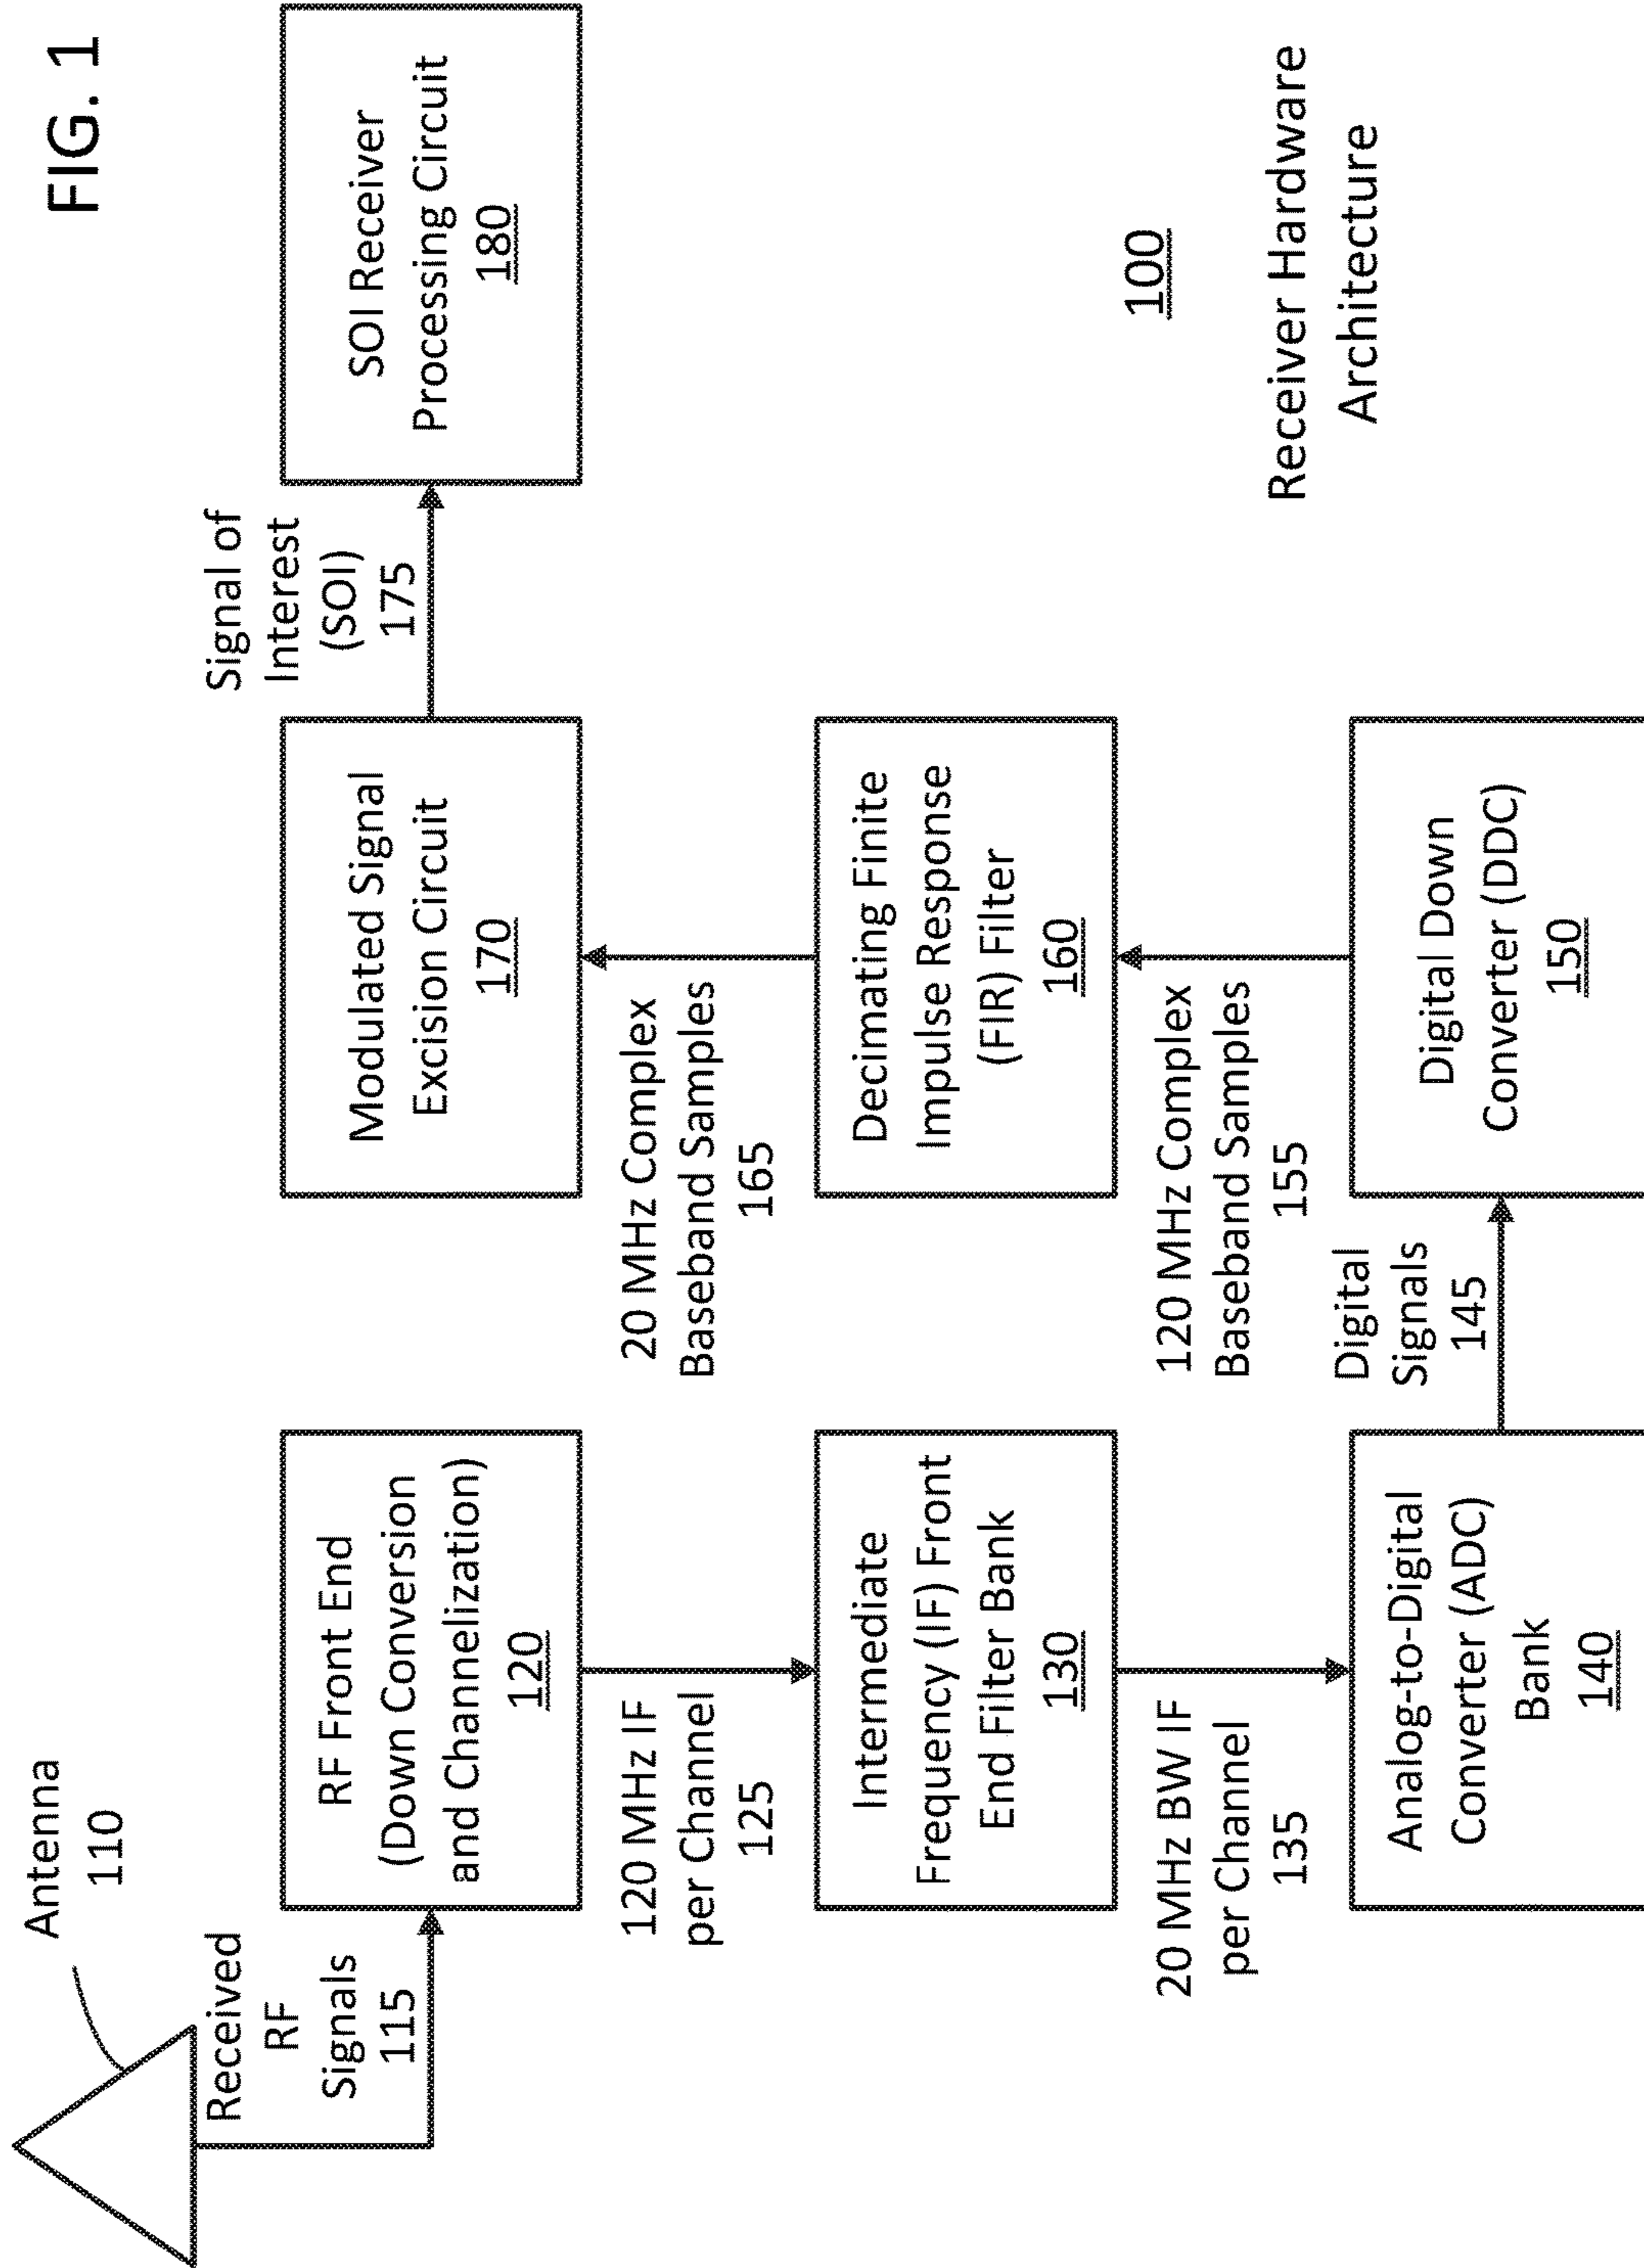 FIG. 1
Antenna
110
Received
RF
Signals
115
RF Front End
(Down Conversion
and Channelization)
120
120 MHz IF
per Channel
125
Intermediate
Frequency (IF) Front
End Filter Bank
130
20 MHz BW IF
per Channel
135
Analog-to-Digital
Converter (ADC)
Bank
140
Digital
Signals
145
Digital Down
Converter (DDC)
150
120 MHz Complex
Baseband Samples
155
Decimating Finite
Impulse Response
(FIR) Filter
160
20 MHz Complex
Baseband Samples
165
Modulated Signal
Excision Circuit
170
Signal of
Interest
(SOI)
175
SOI Receiver
Processing Circuit
180
100
Receiver Hardware
Architecture